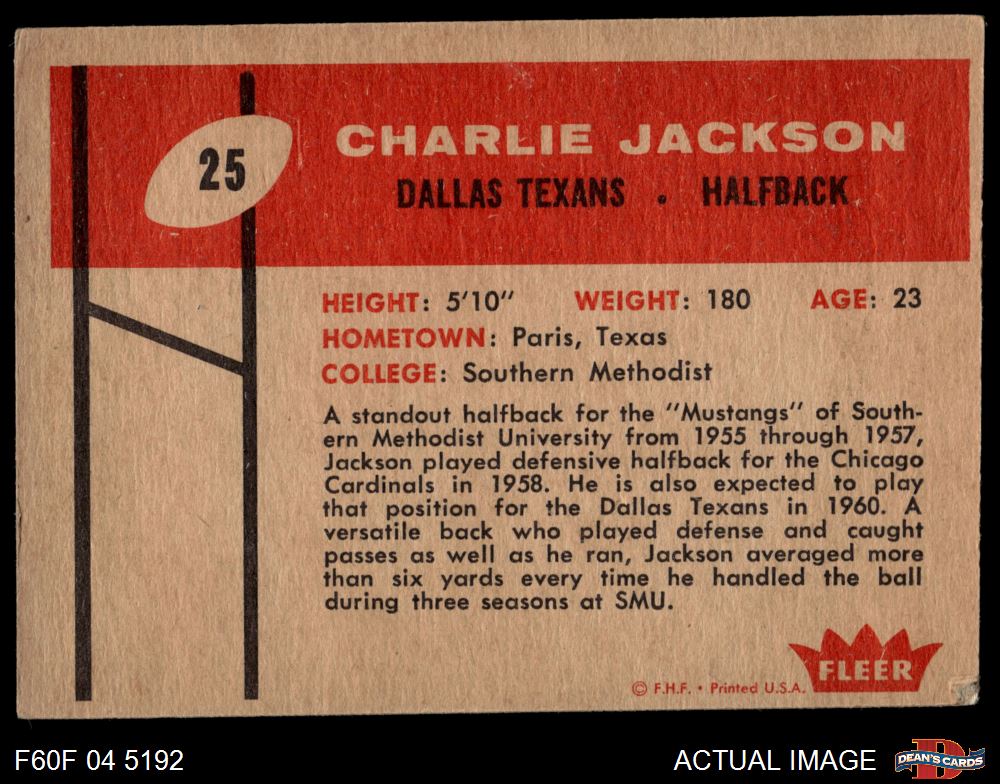 25
CHARLIE JACKSON
DALLAS TEXANS . HALFBACK
HEIGHT: 5'10" WEIGHT: 180 AGE: 23
HOMETOWN: Paris, Texas
COLLEGE: Southern Methodist
A standout halfback for the "Mustangs" of South-
ern Methodist University from 1955 through 1957,
Jackson played defensive halfback for the Chicago
Cardinals in 1958. He is also expected to play
that position for the Dallas Texans in 1960. A
versatile back who played defense and caught
passes as well as he ran, Jackson averaged more
than six yards every time he handled the ball
during three seasons at SMU.
FLEER
© F.H.F. • Printed U.S.A.
F60F 04 5192
ACTUAL IMAGE
D
DEAN'S CARDS